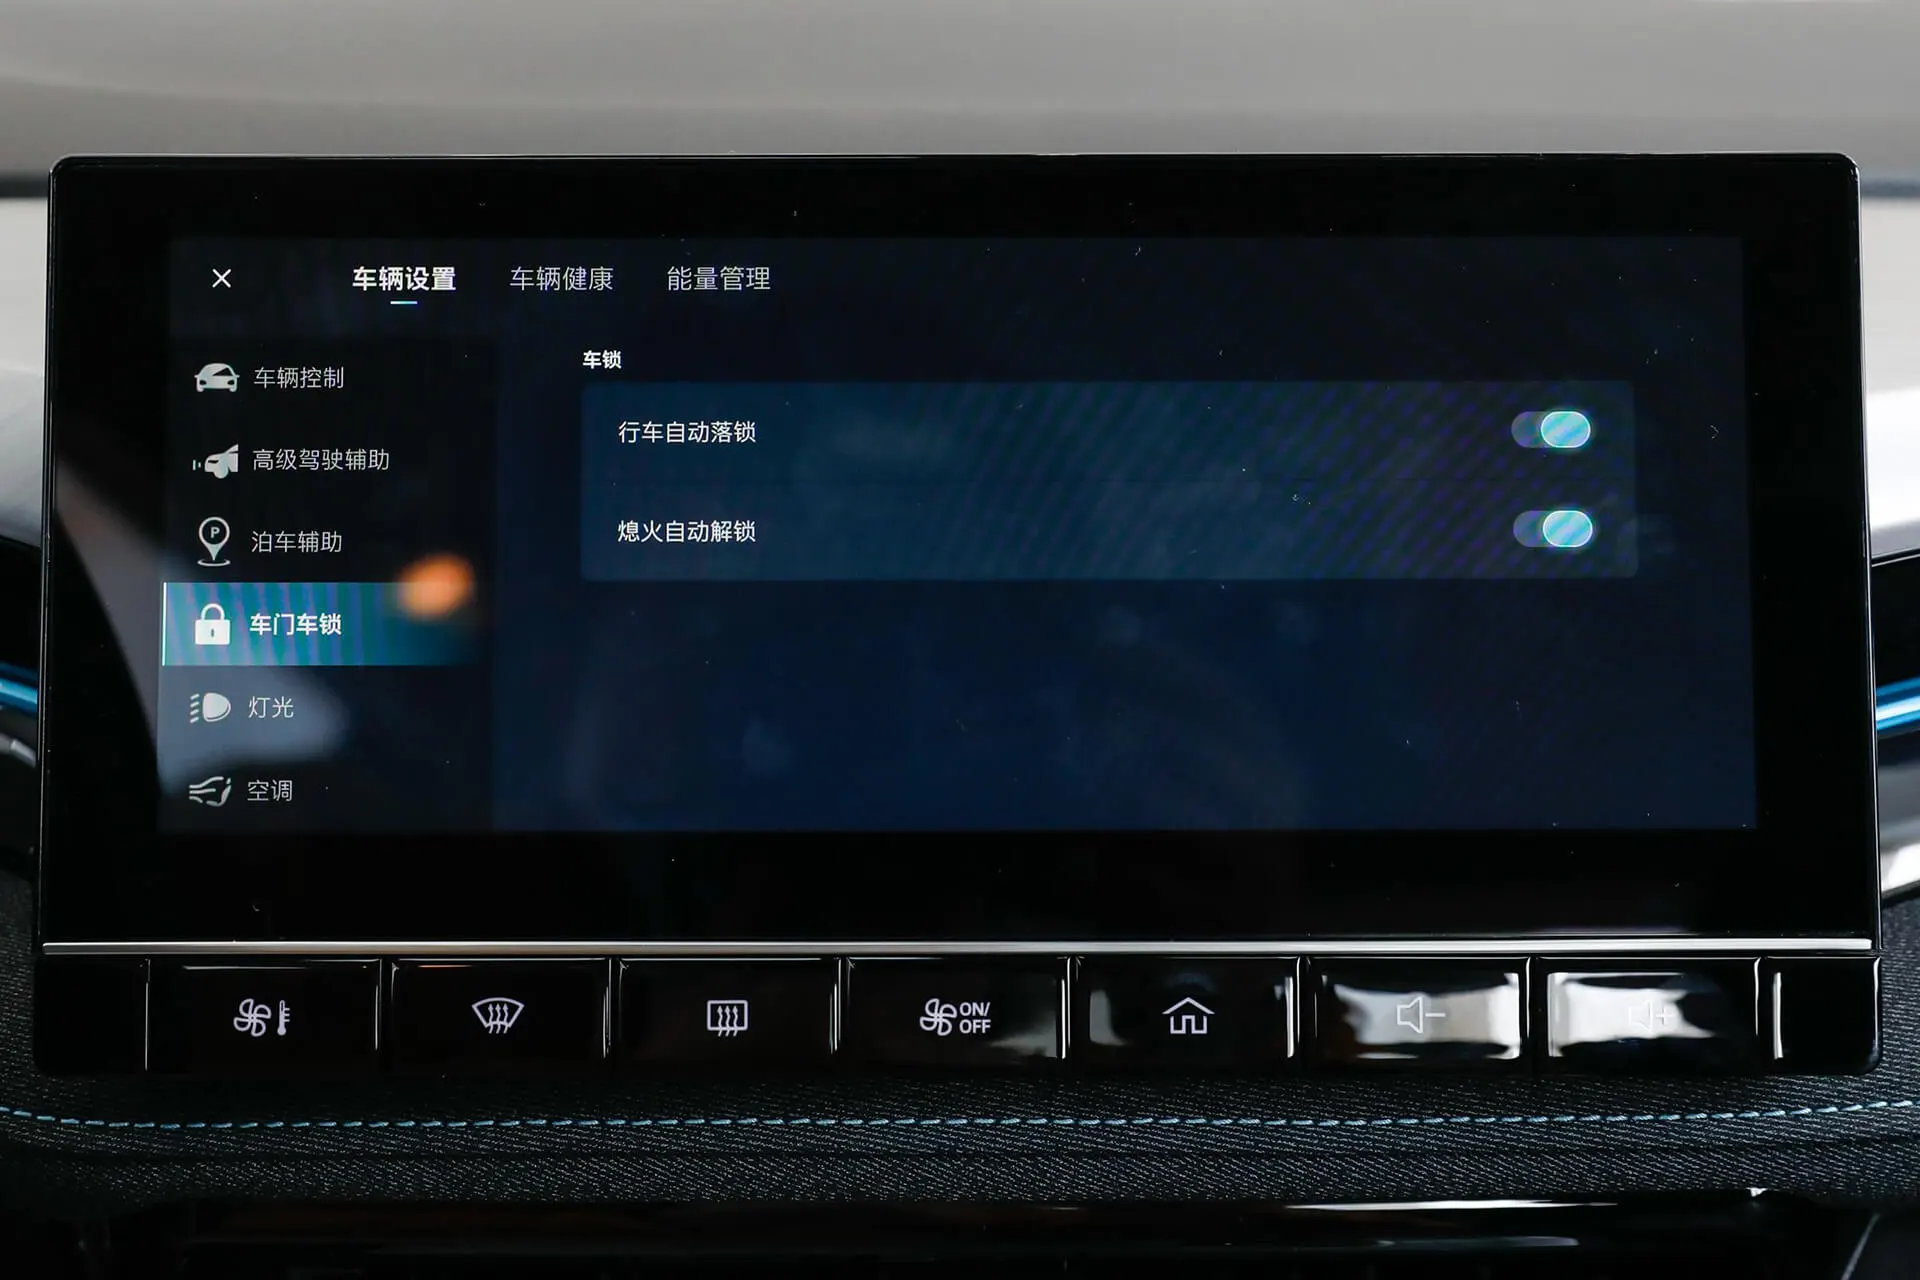 车辆设置 车辆健康 能量管理
车辆控制
高级驾驶辅助
P 泊车辅助
车门车锁
灯光
空调
车锁
行车自动落锁
熄火自动解锁
ON/
OFF